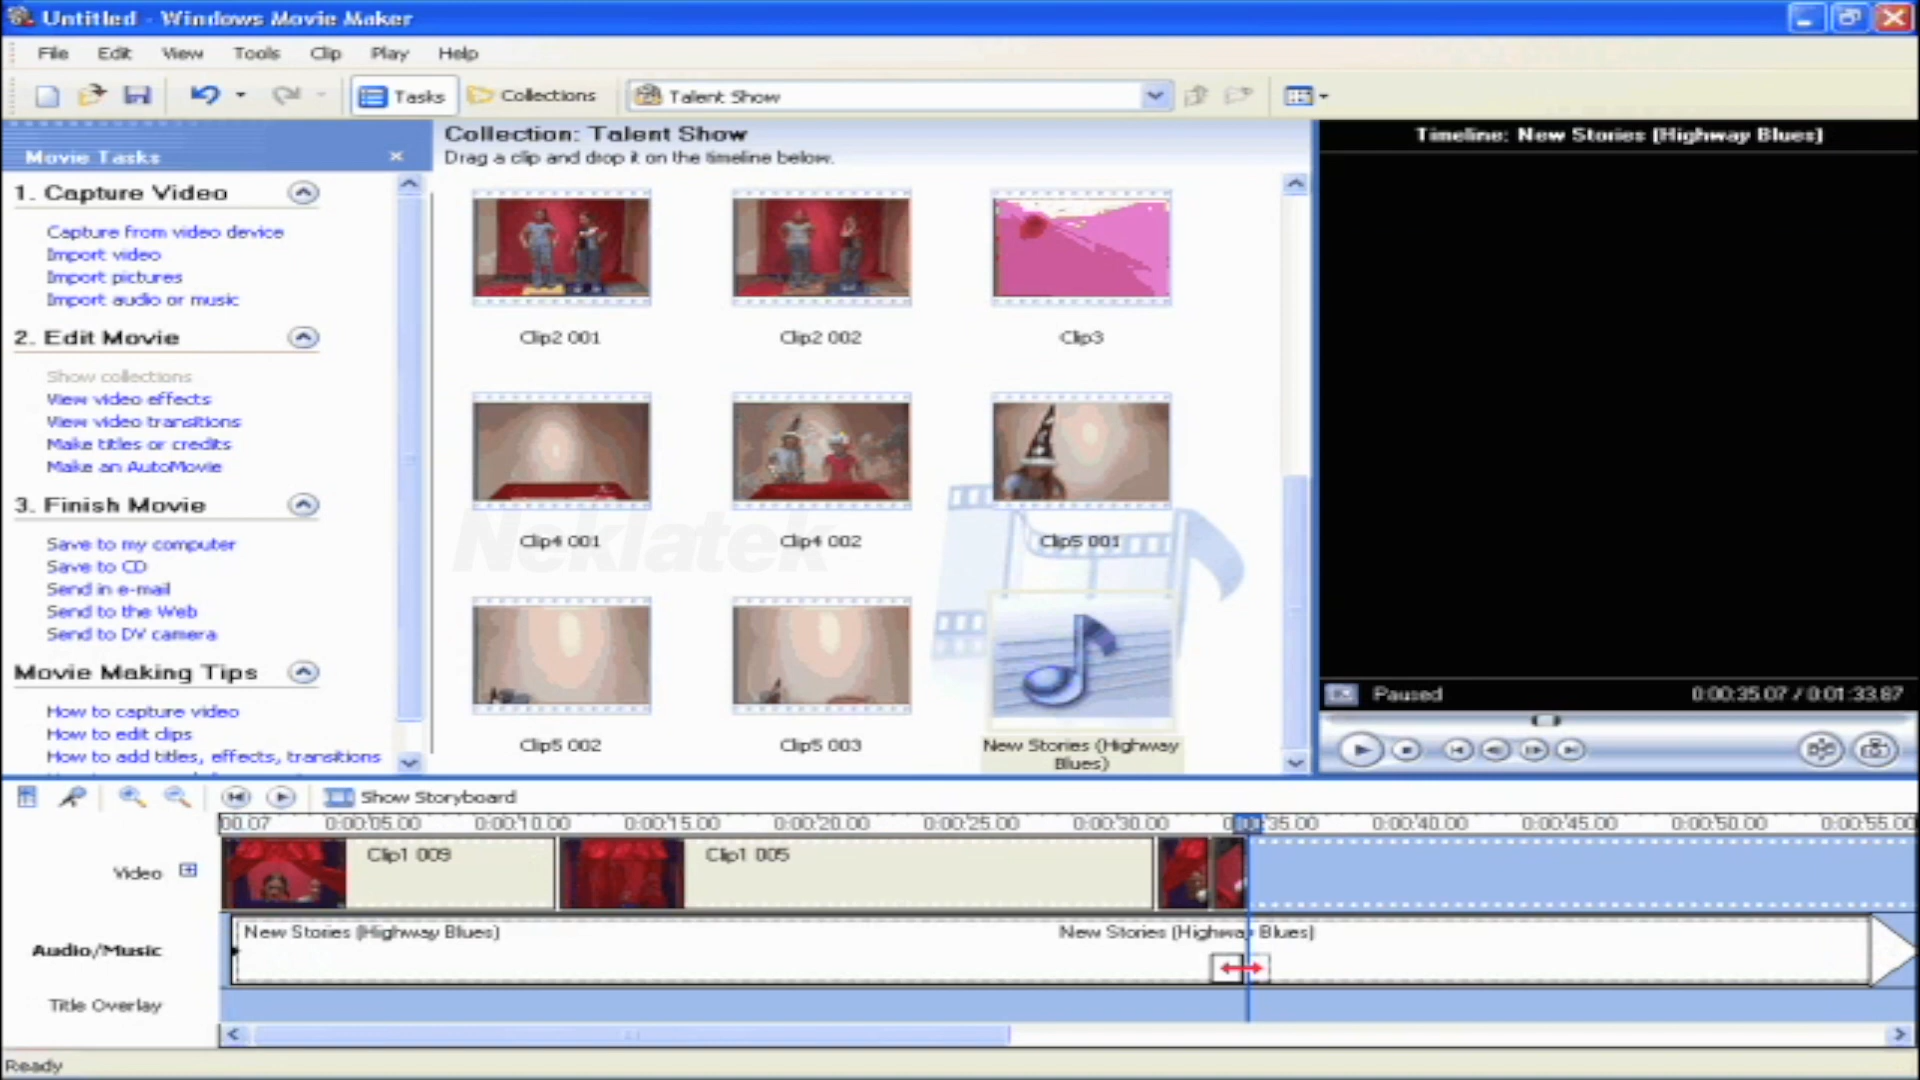 Untitled - Windows Movie Maker
File Edit View Tools Clip Play Help
Tasks Collections Talent Show
Movie Tasks
1. Capture Video
Capture from video device
Import video
Import pictures
Import audio or music
2. Edit Movie
Show collections
View video effects
View video transitions
Make titles or credits
Make an AutoMovie
3. Finish Movie
Save to my computer
Save to CD
Send in e-mail
Send to the Web
Send to DV camera
Movie Making Tips
How to capture video
How to edit clips
How to add titles, effects, transitions
Collection: Talent Show
Drag a clip and drop it on the timeline below.
Clip2 001
Clip2 002
Clip3
Clip4 001
Clip4 002
Clip5 001
Neklatek
Clip5 002
Clip5 003
New Stories (Highway
Blues)
Timeline: New Stories (Highway Blues)
Paused
0:00:35.07 / 0:01:33.87
Show Storyboard
00.07 0:00:05.00 0:00:10.00 0:00:15.00 0:00:20.00 0:00:25.00 0:00:30.00 0:00:35.00 0:00:40.00 0:00:45.00 0:00:50.00 0:00:55.00
Video
Clip1 009
Clip1 005
Audio/Music
New Stories (Highway Blues)
New Stories (Highway Blues)
Title Overlay
Ready